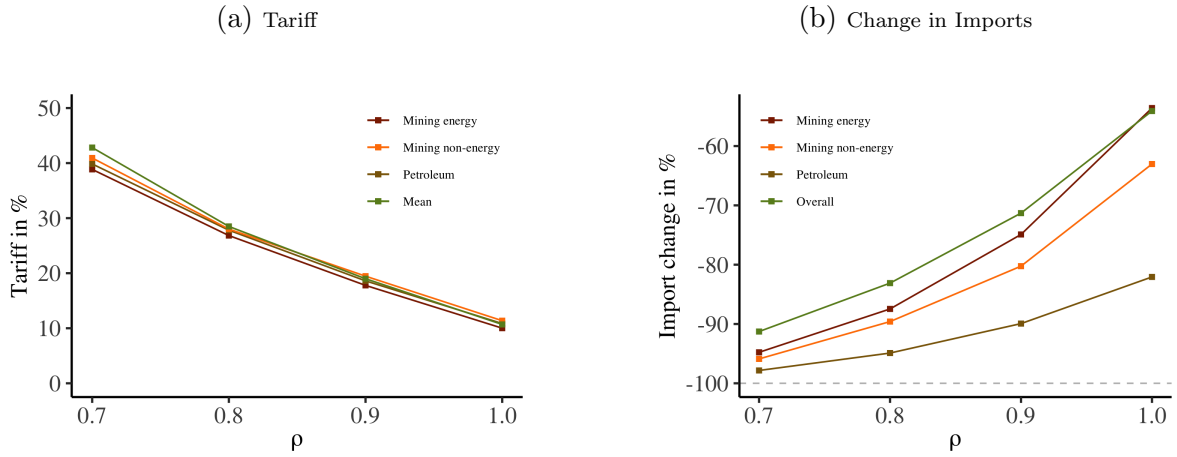 (a) Tariff
Tariff in %
50
40
30
20
10
0
Mining energy
Mining non-energy
Petroleum
Mean
0.7 0.8 0.9 1.0
ρ
(b) Change in Imports
Import change in %
-60
-70
-80
-90
-100
Mining energy
Mining non-energy
Petroleum
Overall
0.7 0.8 0.9 1.0
ρ